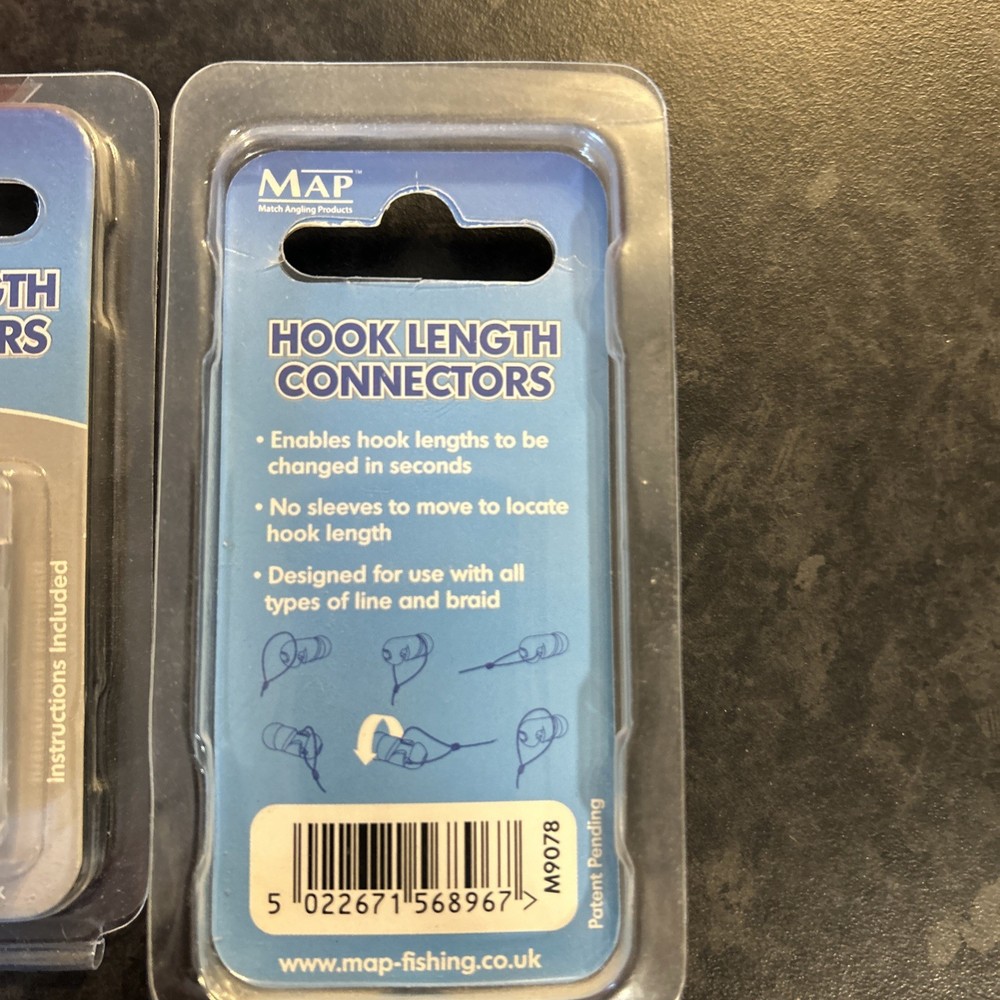 MAP™
Match Angling Products
HOOK LENGTH
CONNECTORS
• Enables hook lengths to be
changed in seconds
• No sleeves to move to locate
hook length
• Designed for use with all
types of line and braid
5 022671 568967 >
M9078
Patent Pending
www.map-fishing.co.uk
GTH
RS
Instructions Included